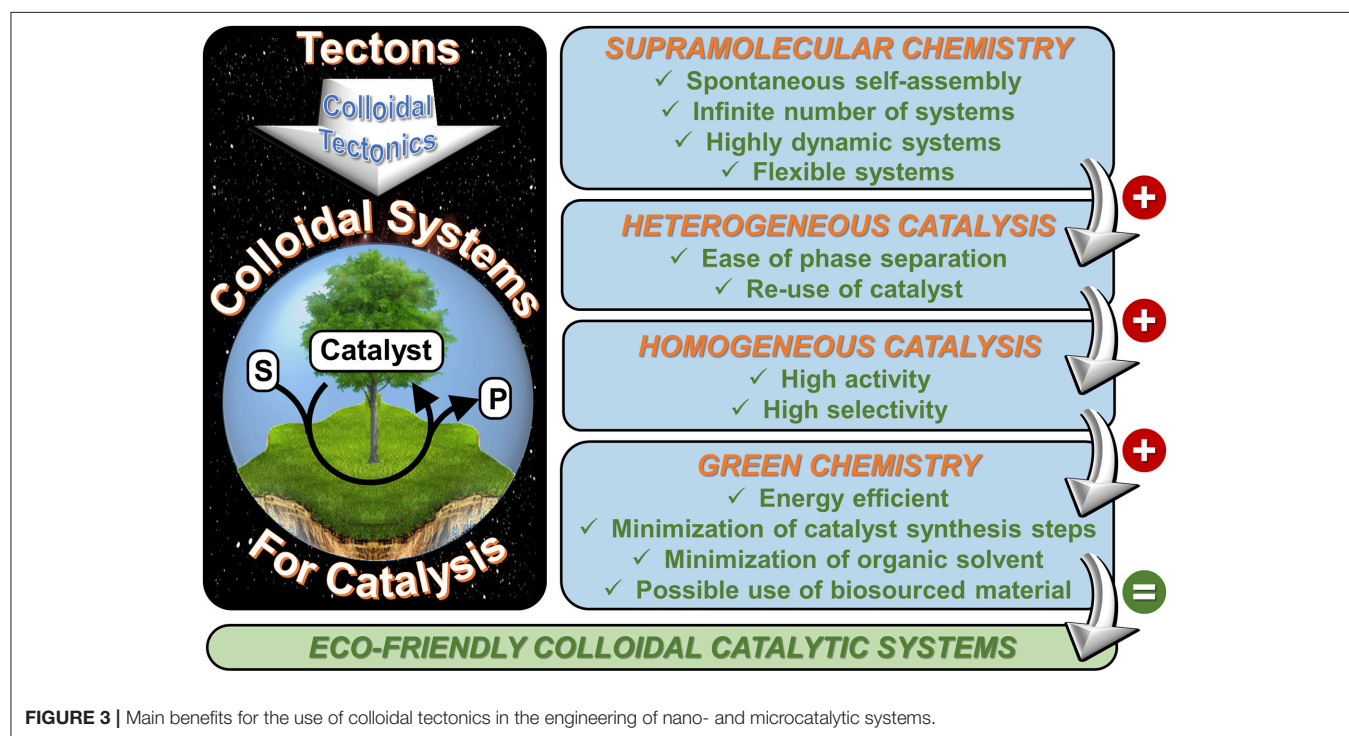 Tectons
Colloidal
Tectonics
Colloidal Systems
Catalyst
S
P
For Catalysis
SUPRAMOLECULAR CHEMISTRY
✓ Spontaneous self-assembly
✓ Infinite number of systems
✓ Highly dynamic systems
✓ Flexible systems
+
HETEROGENEOUS CATALYSIS
✓ Ease of phase separation
✓ Re-use of catalyst
+
HOMOGENEOUS CATALYSIS
✓ High activity
✓ High selectivity
+
GREEN CHEMISTRY
✓ Energy efficient
✓ Minimization of catalyst synthesis steps
✓ Minimization of organic solvent
✓ Possible use of biosourced material
=
ECO-FRIENDLY COLLOIDAL CATALYTIC SYSTEMS
FIGURE 3 | Main benefits for the use of colloidal tectonics in the engineering of nano- and microcatalytic systems.